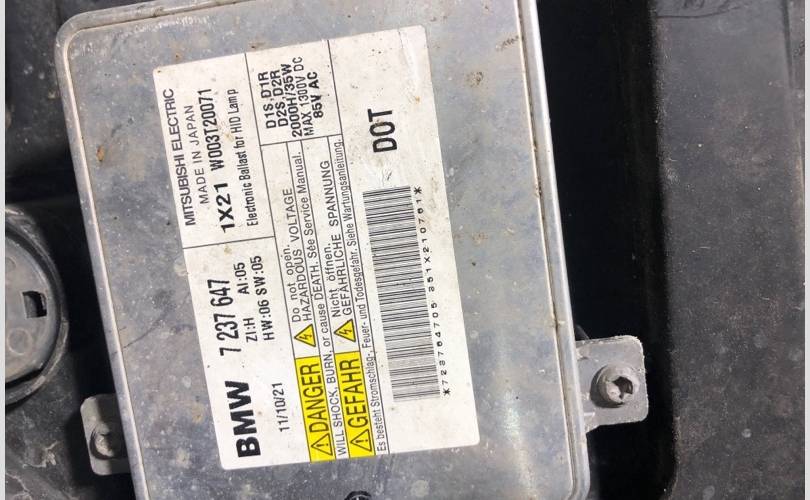 MITSUBISHI ELECTRIC
MADE IN JAPAN
1X21 W003T20071
Electronic Ballast for HID Lamp
D1S,D1R
D2S,D2R
2000H/35W
MAX 1300V DC
85V AC
BMW 7 237 647
ZI:H AI:05
HW:06 SW:05
11/10/21
DANGER
Do not open.
HAZARDOUS VOLTAGE
WILL SHOCK, BURN, or cause DEATH. See Service Manual.
GEFAHR
Nicht öffnen.
GEFÄHRLICHE SPANNUNG
Es besteht Stromschlag-, Feuer- und Todesgefahr. Siehe Wartungsanleitung.
DOT
*723764705 351X210761*